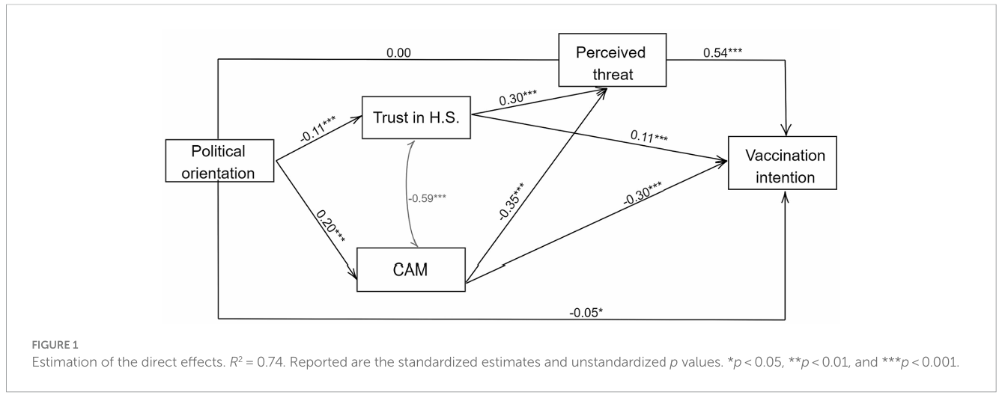 0.00
Perceived
threat
0.54***
0.30***
Trust in H.S.
-0.11***
0.11***
Political
orientation
Vaccination
intention
-0.59***
-0.35***
-0.30***
0.20***
CAM
-0.05*
FIGURE 1
Estimation of the direct effects. R² = 0.74. Reported are the standardized estimates and unstandardized p values. *p < 0.05, **p < 0.01, and ***p < 0.001.